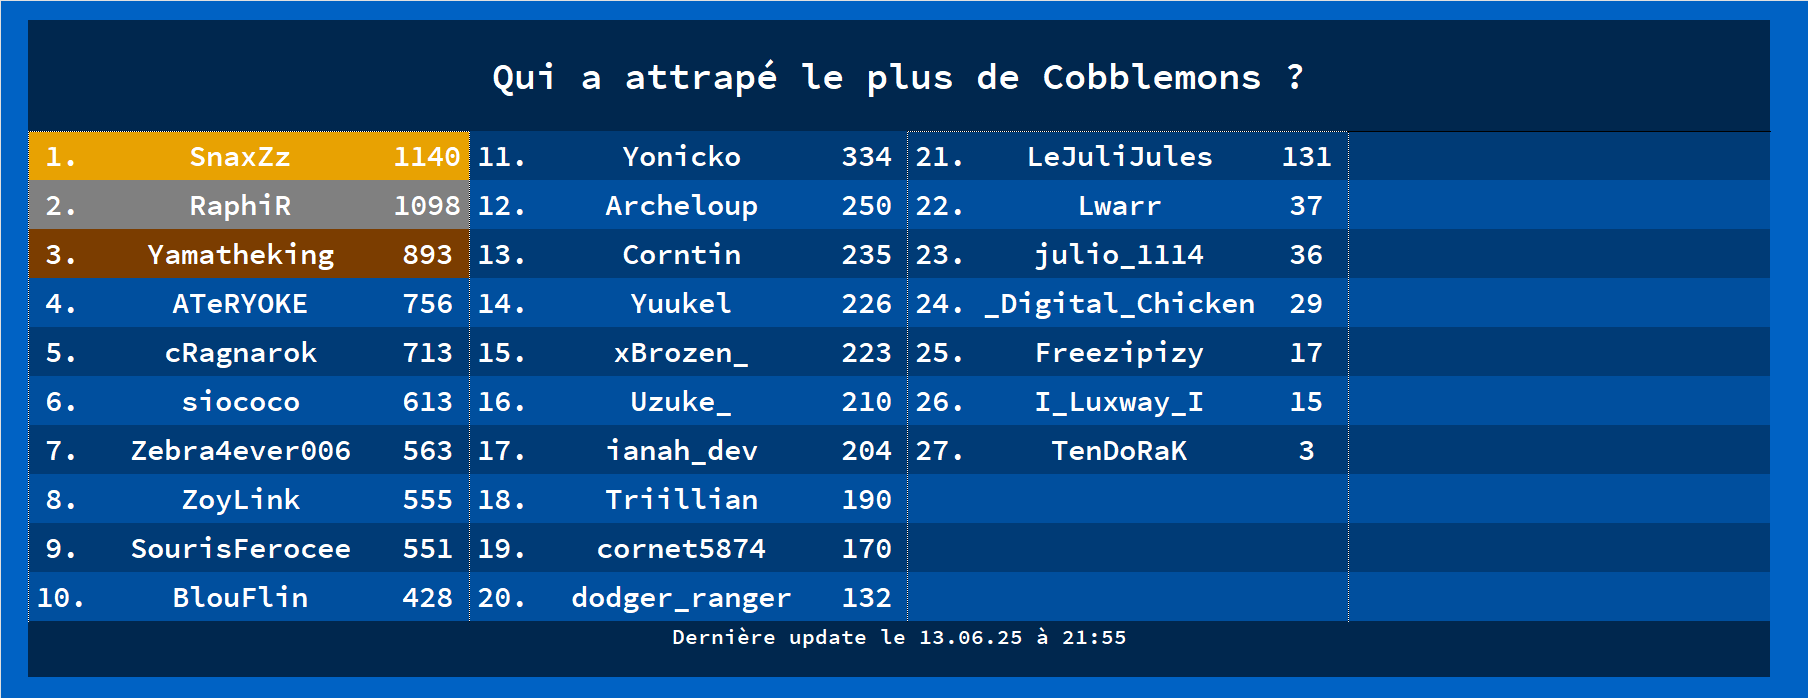 Qui a attrapé le plus de Cobblemons ?
1. SnaxZz 1140
2. RaphiR 1098
3. Yamatheking 893
4. ATeRYOKE 756
5. cRagnarok 713
6. siococo 613
7. Zebra4ever006 563
8. ZoyLink 555
9. SourisFerocee 551
10. BlouFlin 428
11. Yonicko 334
12. Archeloup 250
13. Corntin 235
14. Yuukel 226
15. xBrozen_ 223
16. Uzuke_ 210
17. ianah_dev 204
18. Triillian 190
19. cornet5874 170
20. dodger_ranger 132
21. LeJuliJules 131
22. Lwarr 37
23. julio_1114 36
24. _Digital_Chicken 29
25. Freezipizy 17
26. I_Luxway_I 15
27. TenDoRaK 3
Dernière update le 13.06.25 à 21:55